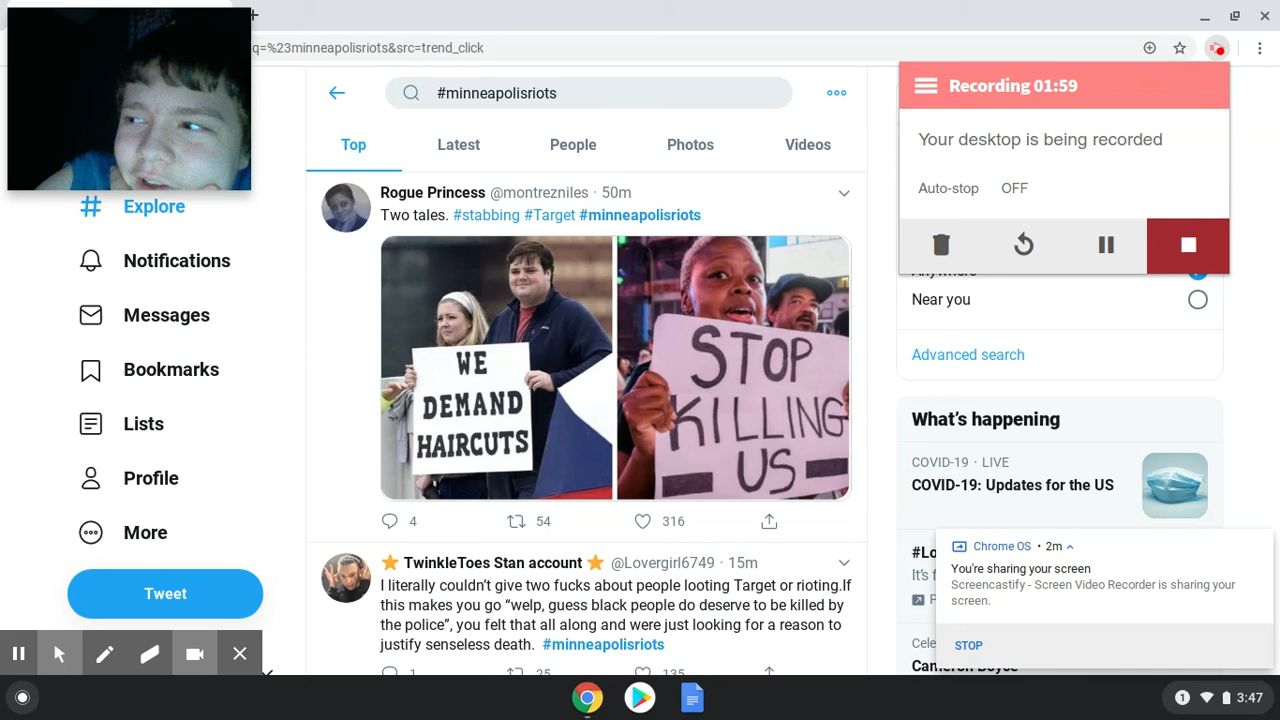 q=%23minneapolisriots&src=trend_click
#minneapolisriots
Top
Latest
People
Photos
Videos
Recording 01:59
Your desktop is being recorded
Auto-stop OFF
Explore
Notifications
Messages
Bookmarks
Lists
Profile
More
Tweet
Rogue Princess @montrezniles · 50m
Two tales. #stabbing #Target #minneapolisriots
WE
DEMAND
HAIRCUTS
STOP
KILLING
US
4
54
316
TwinkleToes Stan account @Lovergirl6749 · 15m
I literally couldn't give two fucks about people looting Target or rioting.If
this makes you go “welp, guess black people do deserve to be killed by
the police”, you felt that all along and were just looking for a reason to
justify senseless death. #minneapolisriots
1
25
135
Anywhere
Near you
Advanced search
What's happening
COVID-19 · LIVE
COVID-19: Updates for the US
#Lo
It's f
P
Cele
Cameron Boyce
Chrome OS • 2m
You're sharing your screen
Screencastify - Screen Video Recorder is sharing your
screen.
STOP
1
3:47